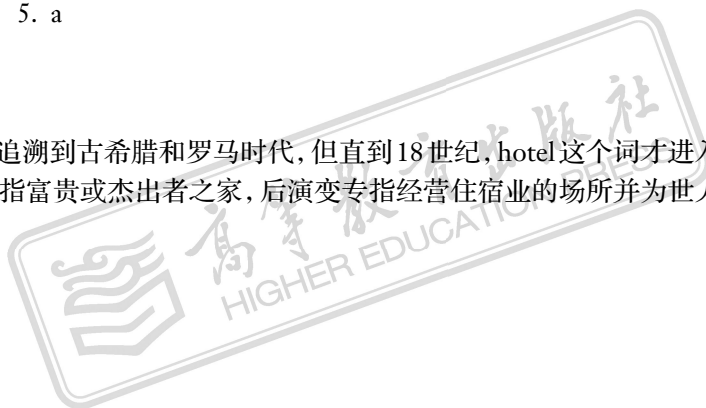 5. a
高等教育出版社
追溯到古希腊和罗马时代，但直到18世纪，hotel这个词才进
指富贵或杰出者之家，后演变专指经营住宿业的场所并为世
HIGHER EDUCATION PRESS